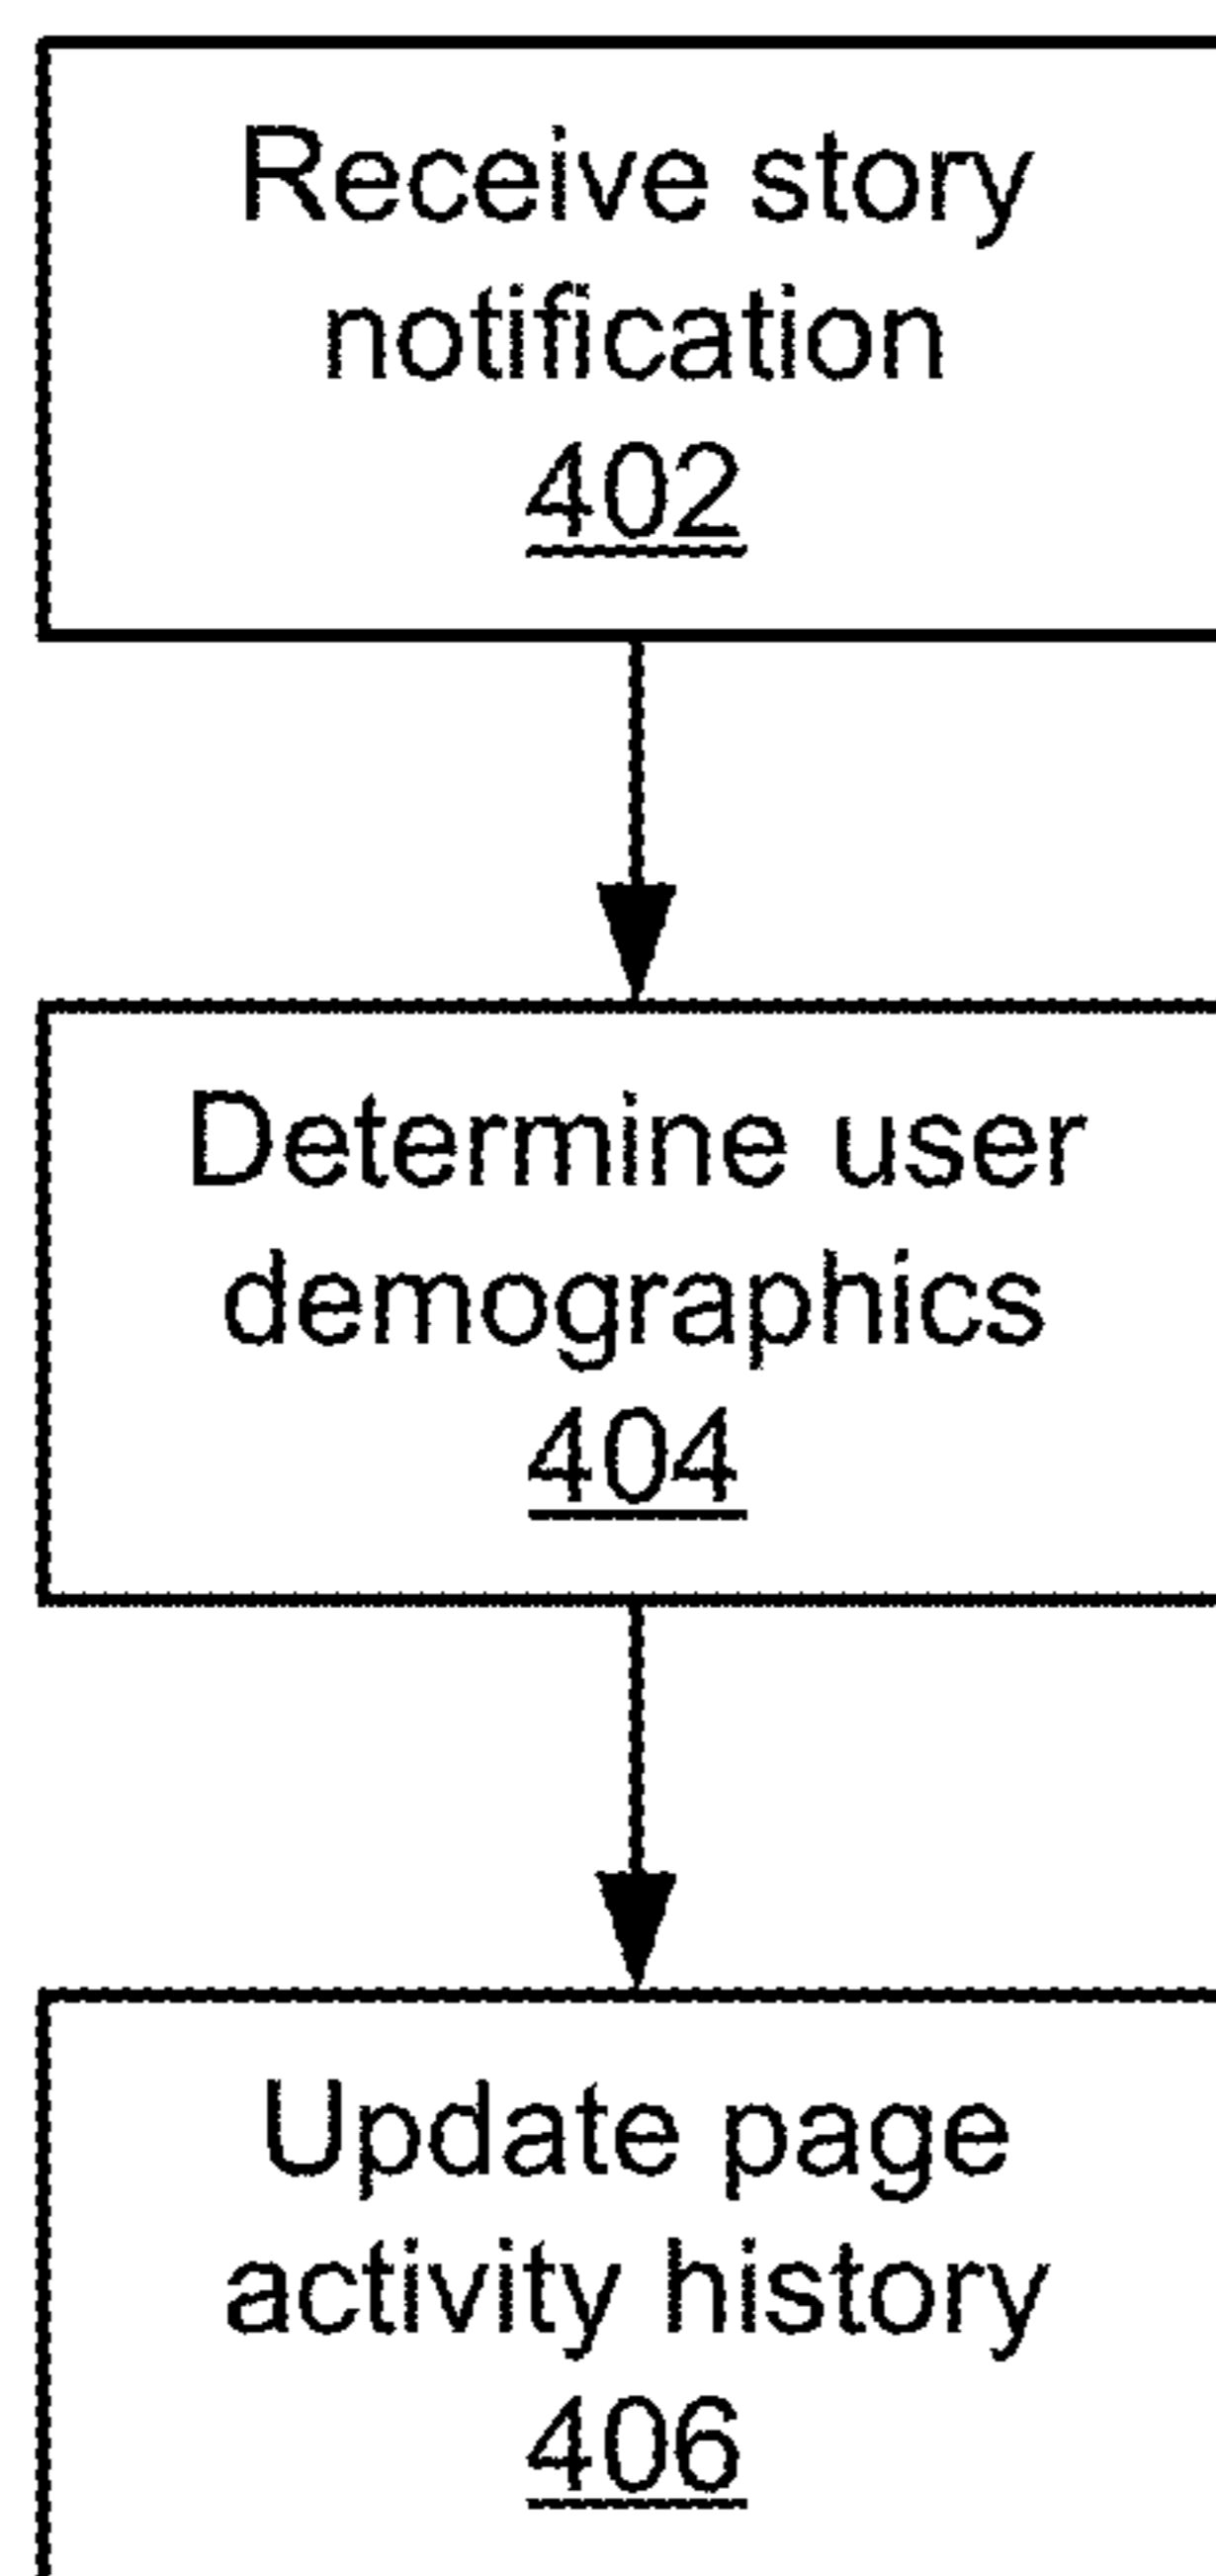 Receive story
notification
402
Determine user
demographics
404
Update page
activity history
406